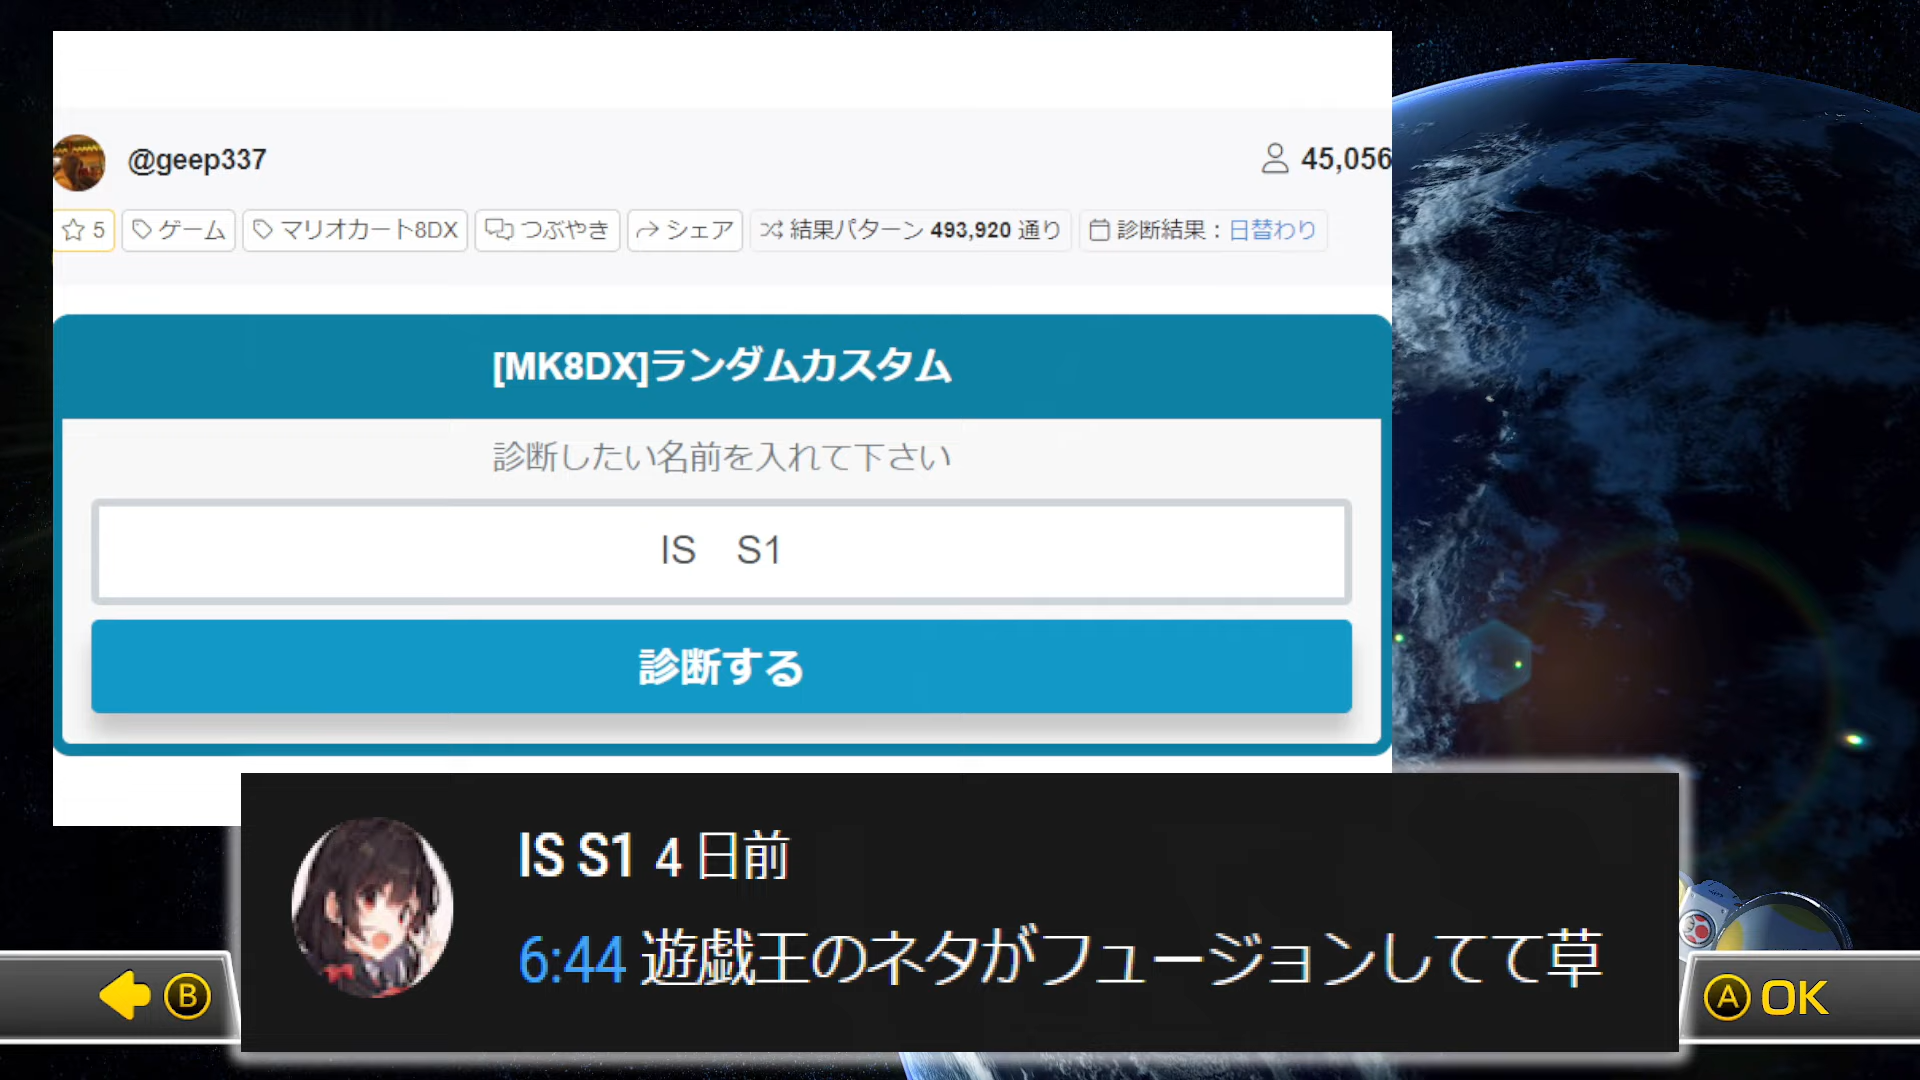 @geep337
45,056
5 ゲーム マリオカート8DX つぶやき シェア 結果パターン 493,920 通り 診断結果：日替わり
[MK8DX]ランダムカスタム
診断したい名前を入れて下さい
IS　S1
診断する
IS S1 4 日前
6:44 遊戯王のネタがフュージョンしてて草
B
A OK